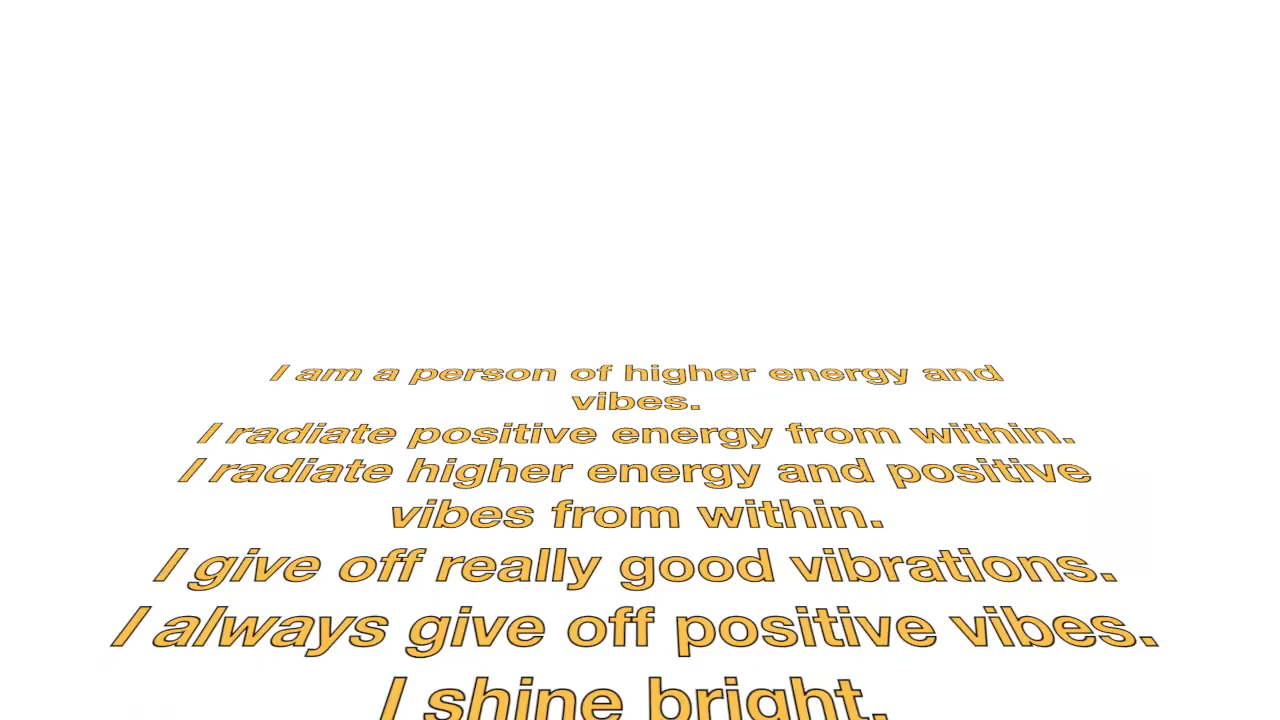 I am a person of higher energy and
vibes.
I radiate positive energy from within.
I radiate higher energy and positive
vibes from within.
I give off really good vibrations.
I always give off positive vibes.
I shine bright.